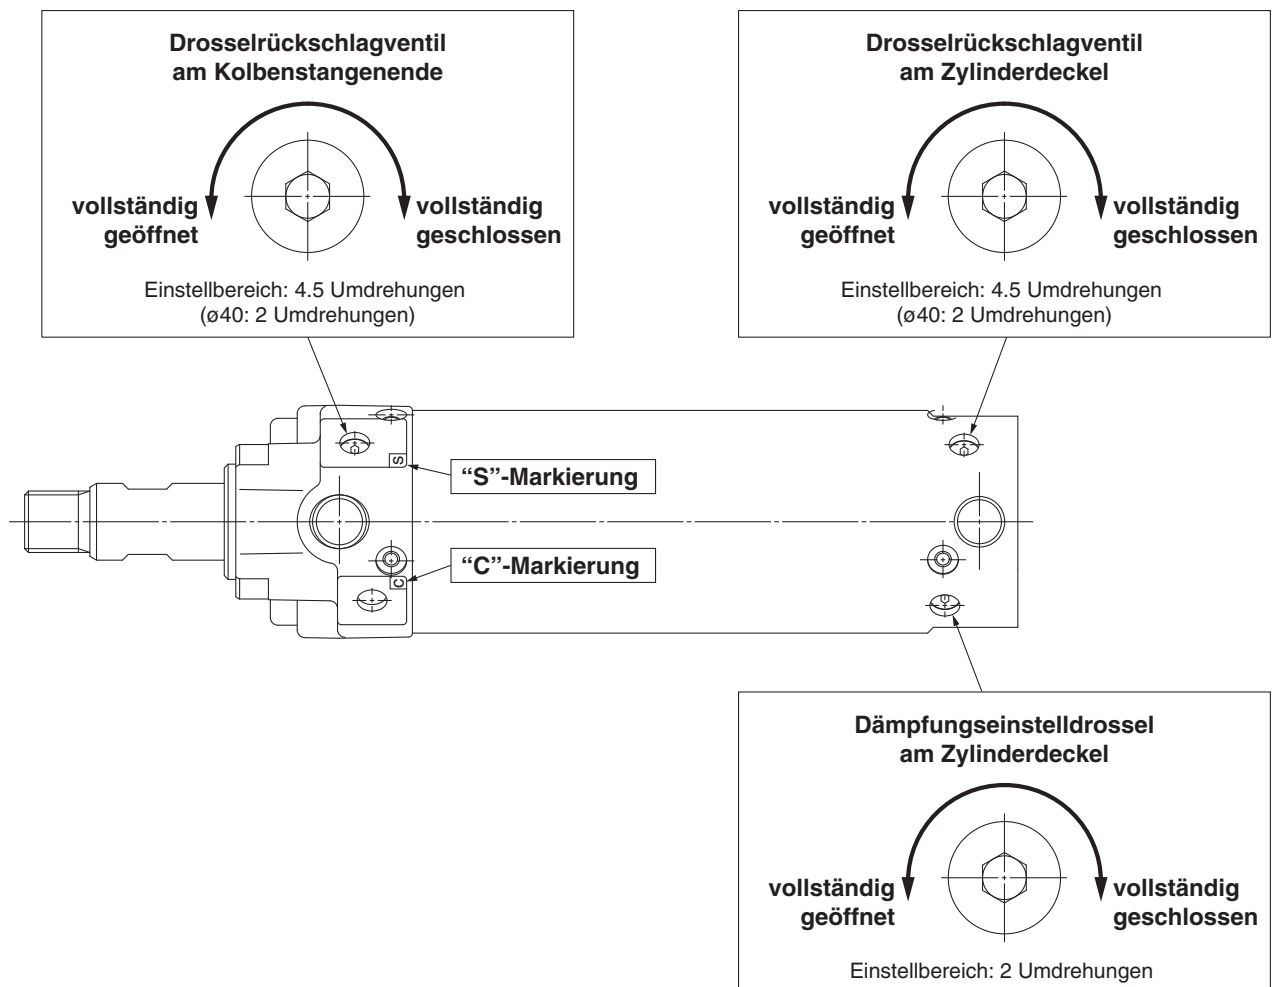 Drosselrückschlagventil
am Kolbenstangenende
vollständig
geöffnet
vollständig
geschlossen
Einstellbereich: 4.5 Umdrehungen
(ø40: 2 Umdrehungen)
Drosselrückschlagventil
am Zylinderdeckel
vollständig
geöffnet
vollständig
geschlossen
Einstellbereich: 4.5 Umdrehungen
(ø40: 2 Umdrehungen)
S
“S”-Markierung
“C”-Markierung
C
Dämpfungseinstelldrossel
am Zylinderdeckel
vollständig
geöffnet
vollständig
geschlossen
Einstellbereich: 2 Umdrehungen